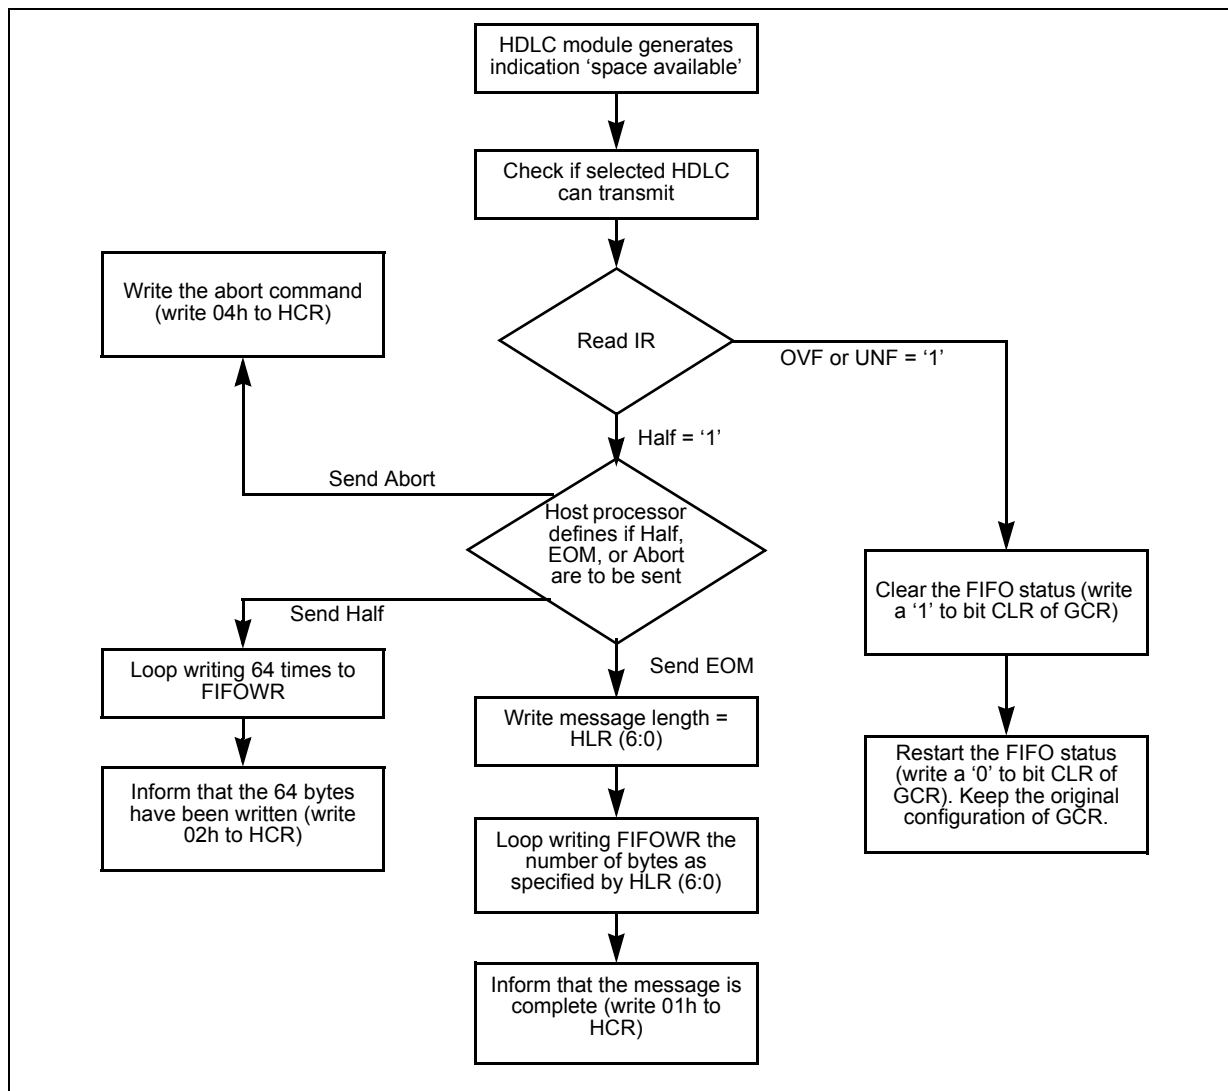 HDLC module generates
indication ‘space available’
Check if selected HDLC
can transmit
Write the abort command
(write 04h to HCR)
Read IR
OVF or UNF = ‘1’
Half = ‘1’
Send Abort
Host processor
defines if Half,
EOM, or Abort
are to be sent
Clear the FIFO status (write
a ‘1’ to bit CLR of GCR)
Send Half
Loop writing 64 times to
FIFOWR
Send EOM
Write message length =
HLR (6:0)
Restart the FIFO status
(write a ‘0’ to bit CLR of
GCR). Keep the original
configuration of GCR.
Inform that the 64 bytes
have been written (write
02h to HCR)
Loop writing FIFOWR the
number of bytes as
specified by HLR (6:0)
Inform that the message is
complete (write 01h to
HCR)